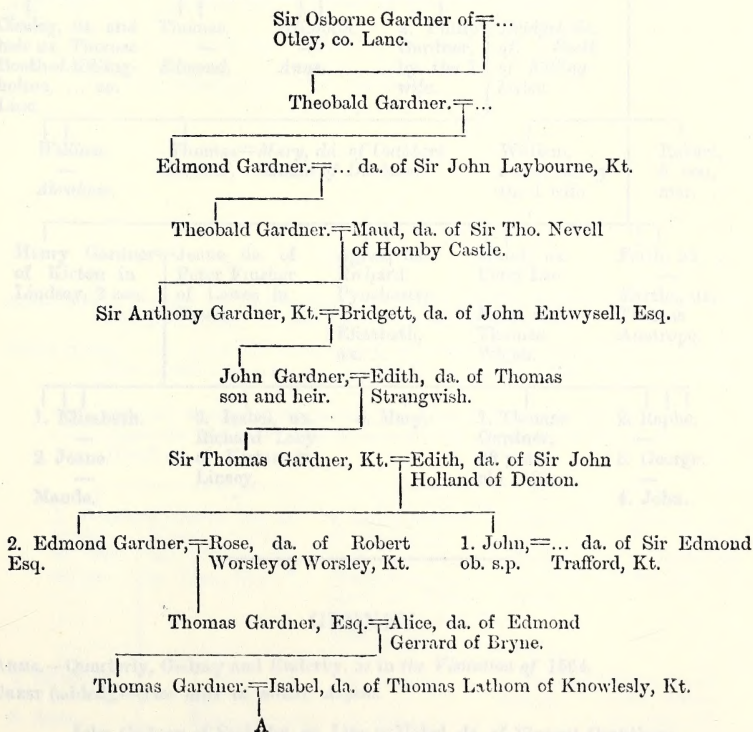 Sir Osborne Gardner of=...
Otley, co. Lanc.
Theobald Gardner.=...
Edmond Gardner.=... da. of Sir John Laybourne, Kt.
Theobald Gardner.=Maud, da. of Sir Tho. Nevell
of Hornby Castle.
Sir Anthony Gardner, Kt.=Bridgett, da. of John Entwysell, Esq.
John Gardner,=Edith, da. of Thomas
son and heir. Strangwish.
Sir Thomas Gardner, Kt.=Edith, da. of Sir John
Holland of Denton.
2. Edmond Gardner,=Rose, da. of Robert
Esq. Worsley of Worsley, Kt.
1. John,=... da. of Sir Edmond
ob. s.p. Trafford, Kt.
Thomas Gardner, Esq.=Alice, da. of Edmond
Gerrard of Bryne.
Thomas Gardner.=Isabel, da. of Thomas Lathom of Knowlesly, Kt.
A